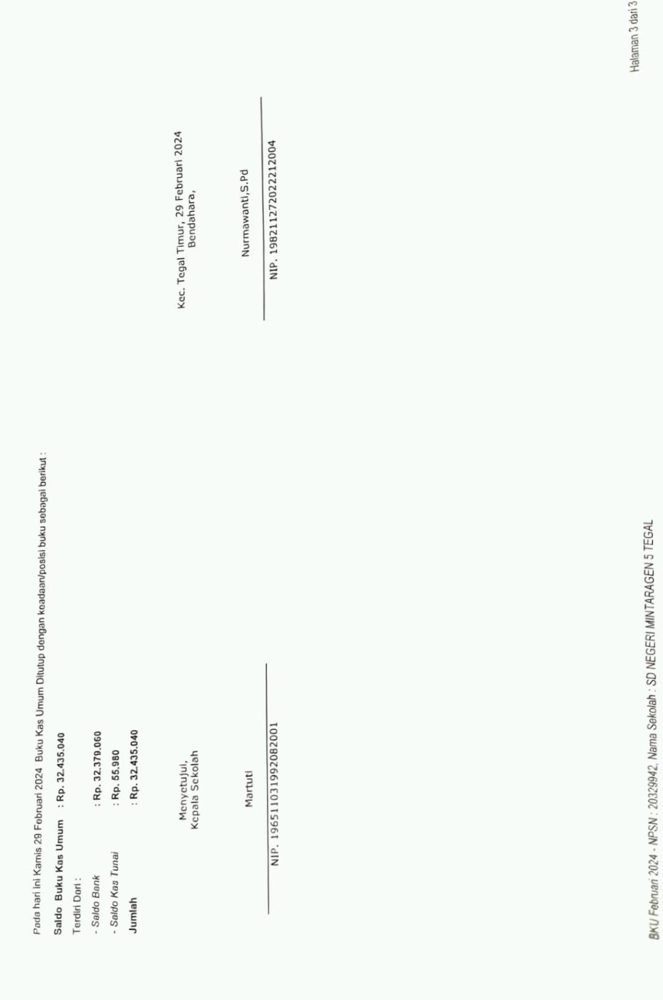 Pada hari Ini Kamis 29 Februari 2024 Buku Kas Umum Ditutup dengan keadaan/posisi buku sebagai berikut :
Saldo Buku Kas Umum : Rp. 32.435.040
Terdiri Dari :
- Saldo Bank : Rp. 32.379.060
- Saldo Kas Tunai : Rp. 55.980
Jumlah : Rp. 32.435.040
Menyetujui,
Kepala Sekolah
Martuti
NIP. 196511031992082001
Kec. Tegal Timur, 29 Februari 2024
Bendahara,
Nurmawanti,S.Pd
NIP. 198211272022212004
BKU Februari 2024 - NPSN : 20329942, Nama Sekolah : SD NEGERI MINTARAGEN 5 TEGAL
Halaman 3 dari 3